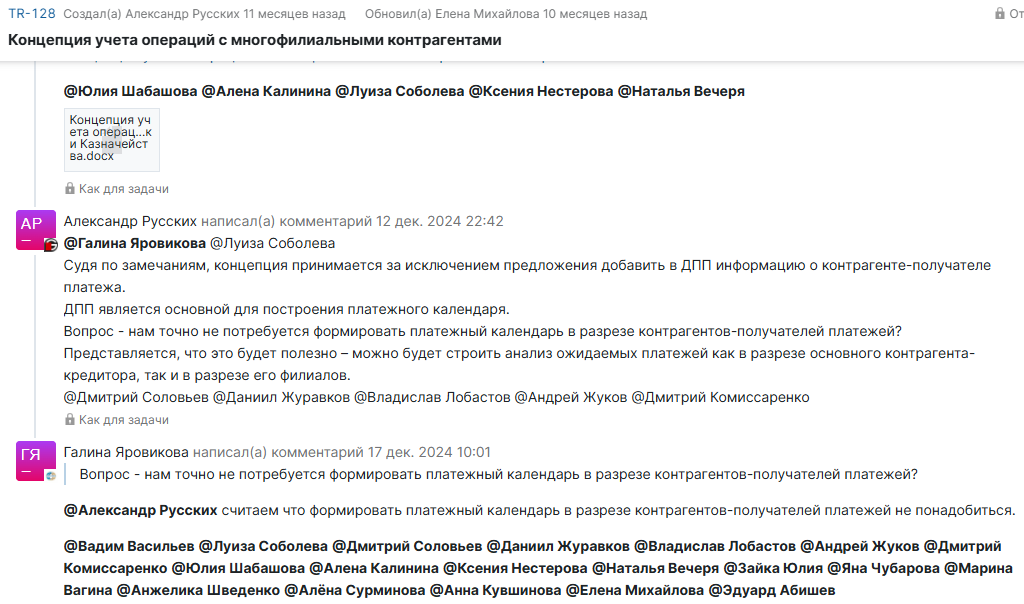 TR-128 Создал(а) Александр Русских 11 месяцев назад Обновил(а) Елена Михайлова 10 месяцев назад
Концепция учета операций с многофилиальными контрагентами
@Юлия Шабашова @Алена Калинина @Луиза Соболева @Ксения Нестерова @Наталья Вечеря
Концепция уч
ета операц...к
и Казначейст
ва.docx
Как для задачи
АР
Александр Русских написал(а) комментарий 12 дек. 2024 22:42
@Галина Яровикова @Луиза Соболева
Судя по замечаниям, концепция принимается за исключением предложения добавить в ДПП информацию о контрагенте-получателе
платежа.
ДПП является основной для построения платежного календаря.
Вопрос - нам точно не потребуется формировать платежный календарь в разрезе контрагентов-получателей платежей?
Представляется, что это будет полезно – можно будет строить анализ ожидаемых платежей как в разрезе основного контрагента-
кредитора, так и в разрезе его филиалов.
@Дмитрий Соловьев @Даниил Журавков @Владислав Лобастов @Андрей Жуков @Дмитрий Комиссаренко
Как для задачи
ГЯ
Галина Яровикова написал(а) комментарий 17 дек. 2024 10:01
Вопрос - нам точно не потребуется формировать платежный календарь в разрезе контрагентов-получателей платежей?
@Александр Русских считаем что формировать платежный календарь в разрезе контрагентов-получателей платежей не понадобиться.
@Вадим Васильев @Луиза Соболева @Дмитрий Соловьев @Даниил Журавков @Владислав Лобастов @Андрей Жуков @Дмитрий
Комиссаренко @Юлия Шабашова @Алена Калинина @Ксения Нестерова @Наталья Вечеря @Зайка Юлия @Яна Чубарова @Марина
Вагина @Анжелика Шведенко @Алёна Сурминова @Анна Кувшинова @Елена Михайлова @Эдуард Абишев